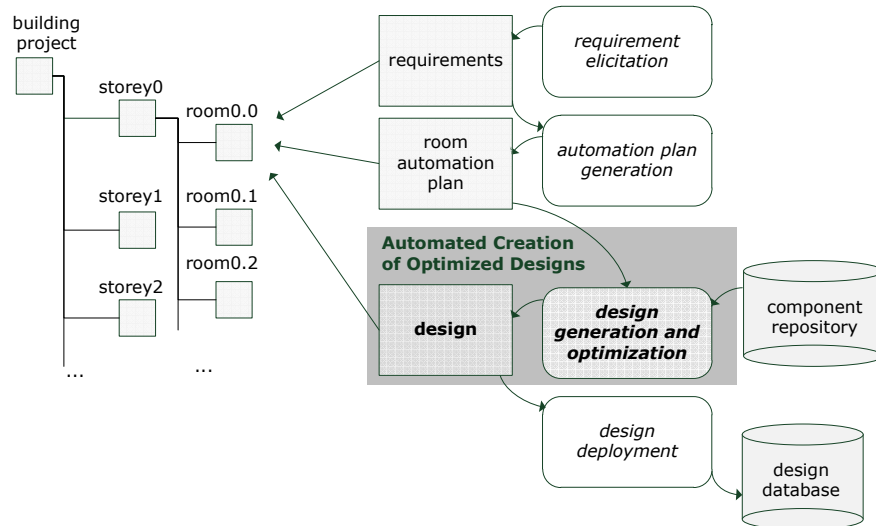 building
project
storey0
room0.0
storey1
room0.1
storey2
room0.2
...
...
requirements
requirement
elicitation
room
automation
plan
automation plan
generation
Automated Creation
of Optimized Designs
design
design
generation and
optimization
component
repository
design
deployment
design
database